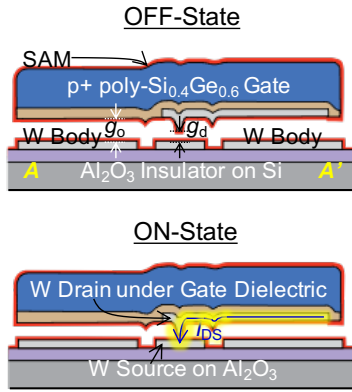 OFF-State
SAM
p+ poly-Si0.4Ge0.6 Gate
go
gd
W Body
W Body
A
Al2O3 Insulator on Si
A'
ON-State
W Drain under Gate Dielectric
IDS
W Source on Al2O3